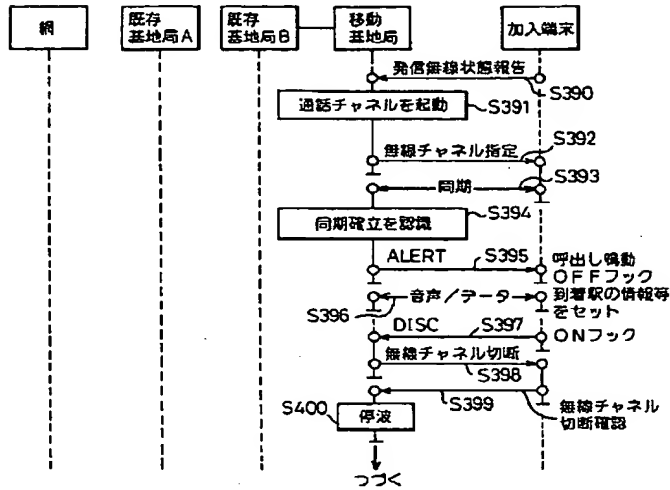 網
既存
基地局A
既存
基地局B
移動
基地局
加入端末
発信無線状態報告
S390
通話チャネルを起動
S391
無線チャネル指定
S392
同期
S393
同期確立を認識
S394
ALERT
S395
呼出し鳴動
OFFフック
音声/データ
S396
到着駅の情報等
をセット
DISC
S397
ONフック
無線チャネル切断
S398
S399
無線チャネル
切断確認
S400
停波
つづく